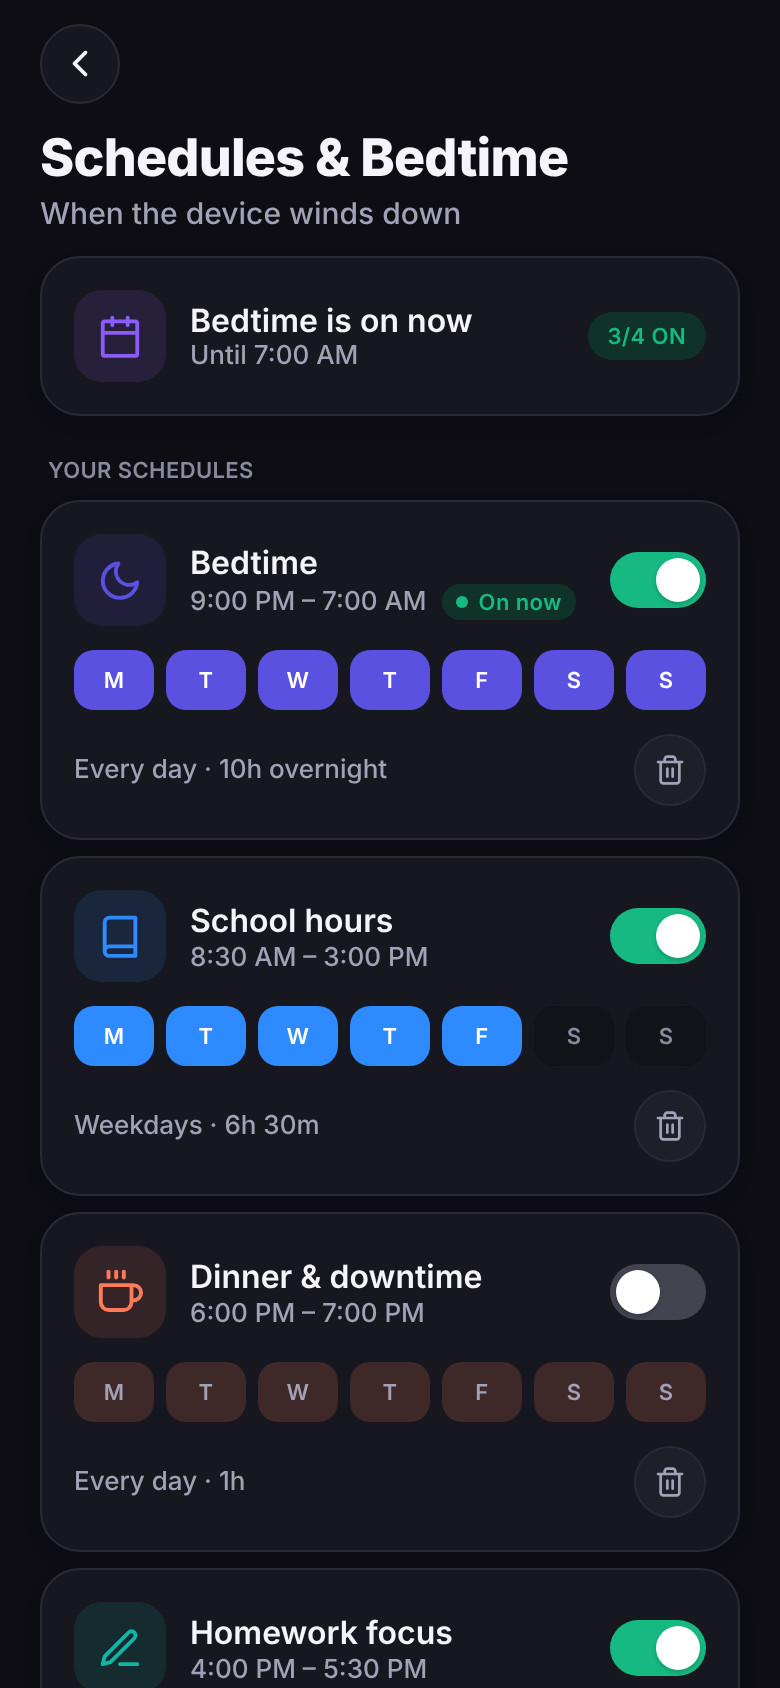 Schedules & Bedtime
When the device winds down
Bedtime is on now
Until 7:00 AM
3/4 ON
YOUR SCHEDULES
Bedtime
9:00 PM – 7:00 AM
On now
M T W T F S S
Every day · 10h overnight
School hours
8:30 AM – 3:00 PM
M T W T F S S
Weekdays · 6h 30m
Dinner & downtime
6:00 PM – 7:00 PM
M T W T F S S
Every day · 1h
Homework focus
4:00 PM – 5:30 PM